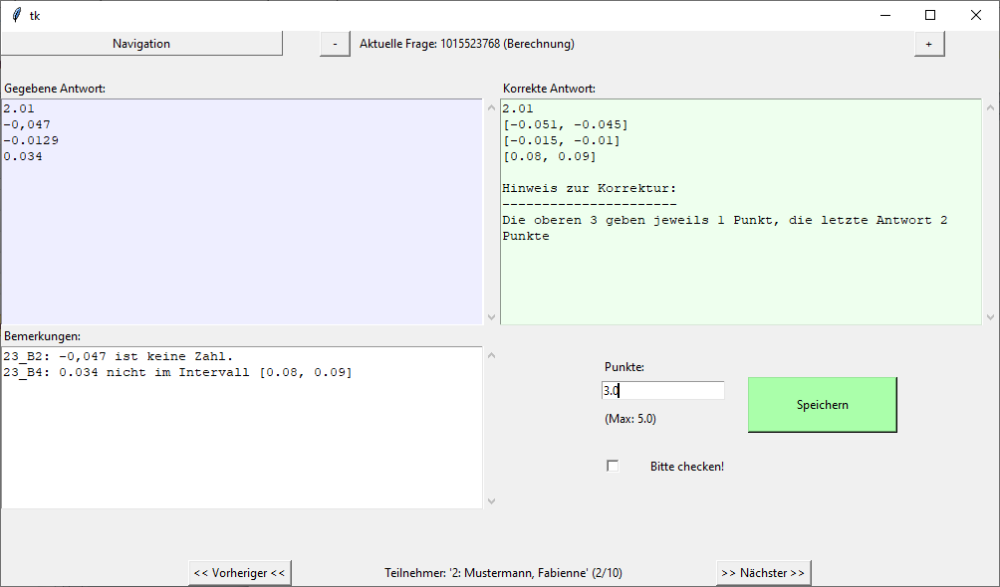 tk
Navigation
-
Aktuelle Frage: 1015523768 (Berechnung)
+
Gegebene Antwort:
2.01
-0,047
-0.0129
0.034
Korrekte Antwort:
2.01
[-0.051, -0.045]
[-0.015, -0.01]
[0.08, 0.09]
Hinweis zur Korrektur:
----------------------
Die oberen 3 geben jeweils 1 Punkt, die letzte Antwort 2
Punkte
Bemerkungen:
23_B2: -0,047 ist keine Zahl.
23_B4: 0.034 nicht im Intervall [0.08, 0.09]
Punkte:
3.0
(Max: 5.0)
Speichern
Bitte checken!
<< Vorheriger <<
Teilnehmer: '2: Mustermann, Fabienne' (2/10)
>> Nächster >>